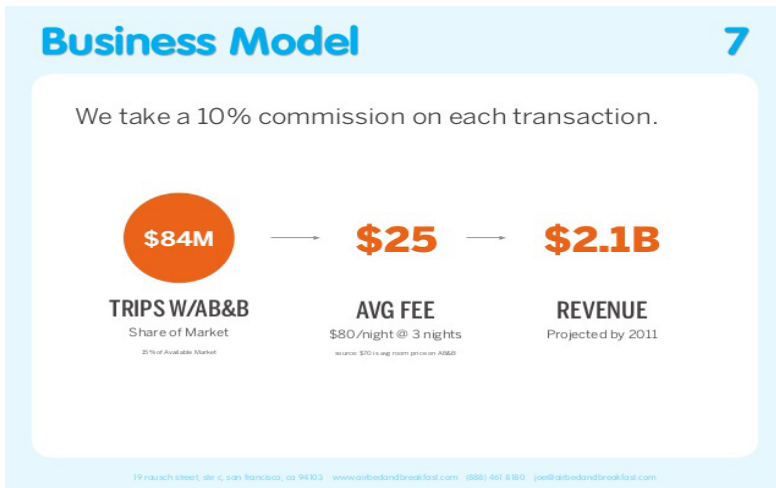 Business Model
7
We take a 10% commission on each transaction.
$84M
$25
$2.1B
TRIPS W/AB&B
AVG FEE
REVENUE
Share of Market
$80/night @ 3 nights
Projected by 2011
15% of Available Market
source: $70 is avg room price on AB&B
19 rausch street, ste c, san francisco, ca 94103 www.airbedandbreakfast.com (888) 461 8180 joe@airbedandbreakfast.com